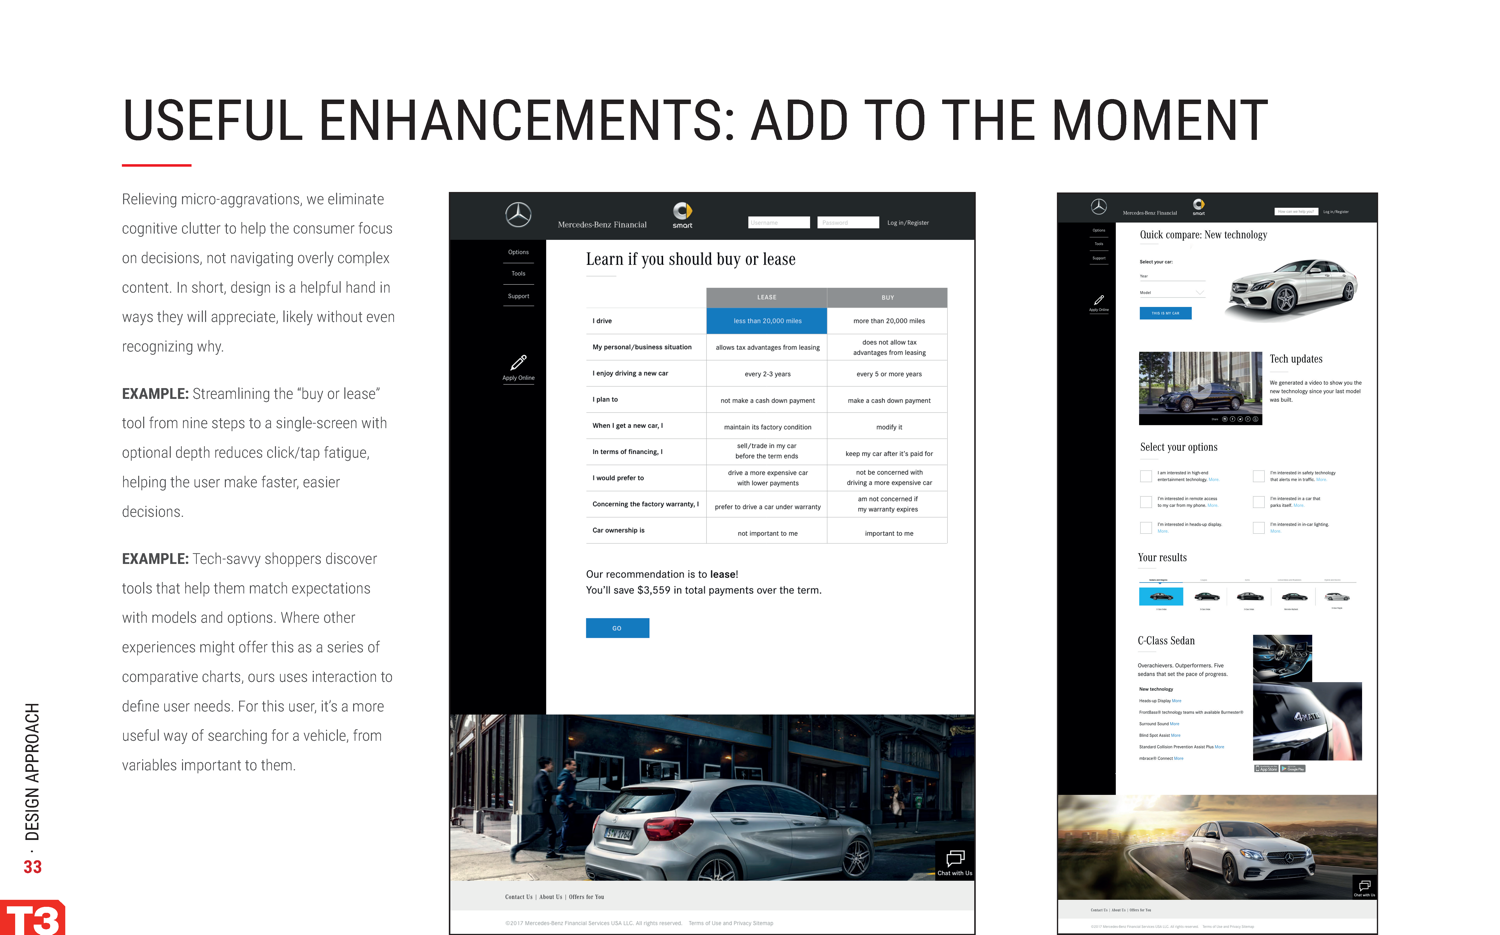 USEFUL ENHANCEMENTS: ADD TO THE MOMENT
Relieving micro-aggravations, we eliminate
cognitive clutter to help the consumer focus
on decisions, not navigating overly complex
content. In short, design is a helpful hand in
ways they will appreciate, likely without even
recognizing why.
EXAMPLE: Streamlining the “buy or lease”
tool from nine steps to a single-screen with
optional depth reduces click/tap fatigue,
helping the user make faster, easier
decisions.
EXAMPLE: Tech-savvy shoppers discover
tools that help them match expectations
with models and options. Where other
experiences might offer this as a series of
comparative charts, ours uses interaction to
define user needs. For this user, it’s a more
useful way of searching for a vehicle, from
variables important to them.
DESIGN APPROACH
33
T3
Mercedes-Benz Financial
smart
Username
Password
Log in/Register
Options
Tools
Support
Apply Online
Learn if you should buy or lease
LEASE BUY
I drive less than 20,000 miles more than 20,000 miles
My personal/business situation allows tax advantages from leasing does not allow tax
advantages from leasing
I enjoy driving a new car every 2-3 years every 5 or more years
I plan to not make a cash down payment make a cash down payment
When I get a new car, I maintain its factory condition modify it
In terms of financing, I sell/trade in my car
before the term ends keep my car after it’s paid for
I would prefer to drive a more expensive car
with lower payments not be concerned with
driving a more expensive car
Concerning the factory warranty, I prefer to drive a car under warranty am not concerned if
my warranty expires
Car ownership is not important to me important to me
Our recommendation is to lease!
You’ll save $3,559 in total payments over the term.
GO
Chat with Us
Contact Us | About Us | Offers for You
©2017 Mercedes-Benz Financial Services USA LLC. All rights reserved. Terms of Use and Privacy Sitemap
Mercedes-Benz Financial
smart
How can we help you?
Log in/Register
Options
Tools
Support
Apply Online
Quick compare: New technology
Select your car:
Year
Model
THIS IS MY CAR
Tech updates
We generated a video to show you the
new technology since your last model
was built.
Select your options
I am interested in high-end
entertainment technology. More.
I'm interested in safety technology
that alerts me in traffic. More.
I'm interested in remote access
to my car from my phone. More.
I'm interested in a car that
parks itself. More.
I'm interested in heads-up display.
More.
I'm interested in in-car lighting.
More.
Your results
C-Class Sedan
Overachievers. Outperformers. Five
sedans that set the pace of progress.
New technology
Heads-up Display More
FrontBass® technology teams with available Burmester®
Surround Sound More
Blind Spot Assist More
Standard Collision Prevention Assist Plus More
mbrace® Connect More
4MATIC
Chat with Us
Contact Us | About Us | Offers for You
©2017 Mercedes-Benz Financial Services USA LLC. All rights reserved. Terms of Use and Privacy Sitemap